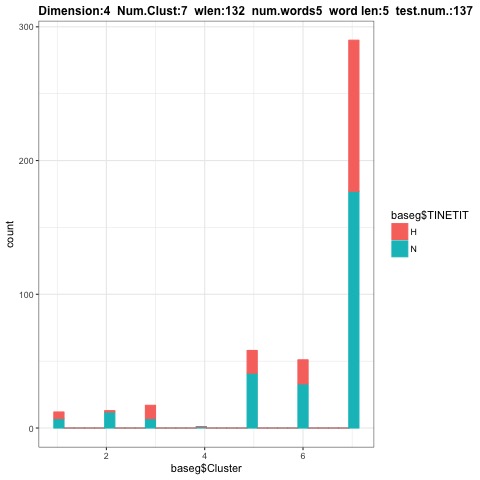 Dimension:4 Num.Clust:7 wlen:132 num.words5 word len:5 test.num.:137
300
200
100
0
count
2
4
6
baseg$Cluster
baseg$TINETIT
H
N